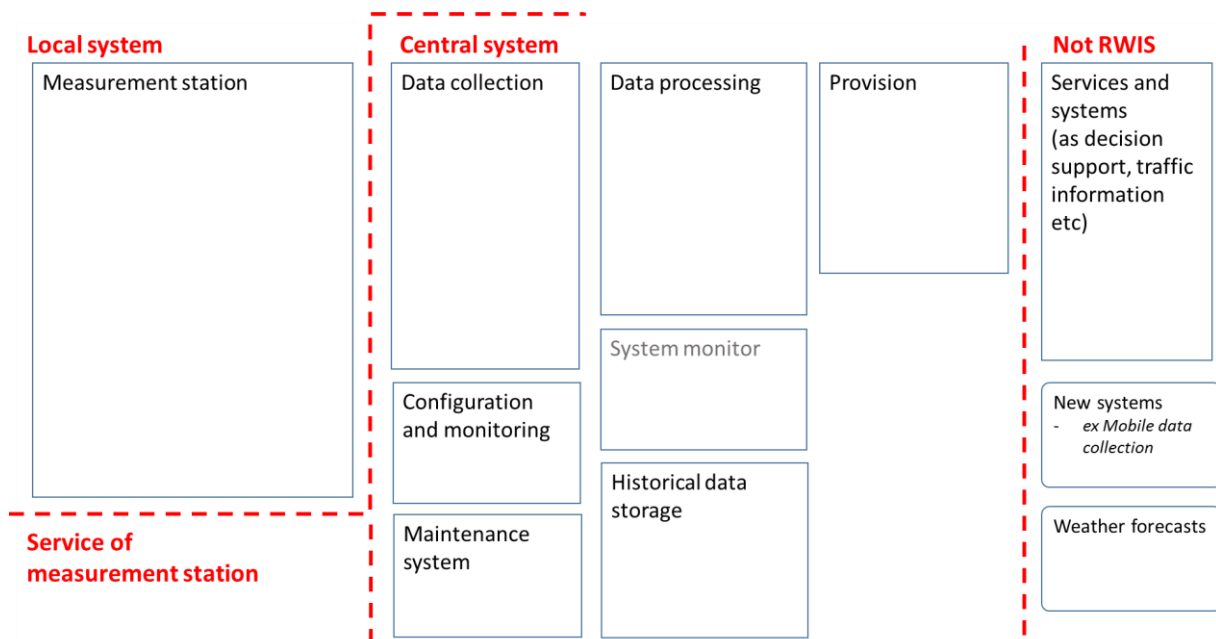 Local system
Measurement station
Service of
measurement station
Central system
Data collection
Configuration
and monitoring
Maintenance
system
Data processing
System monitor
Historical data
storage
Provision
Not RWIS
Services and
systems
(as decision
support, traffic
information
etc)
New systems
- ex Mobile data
collection
Weather forecasts